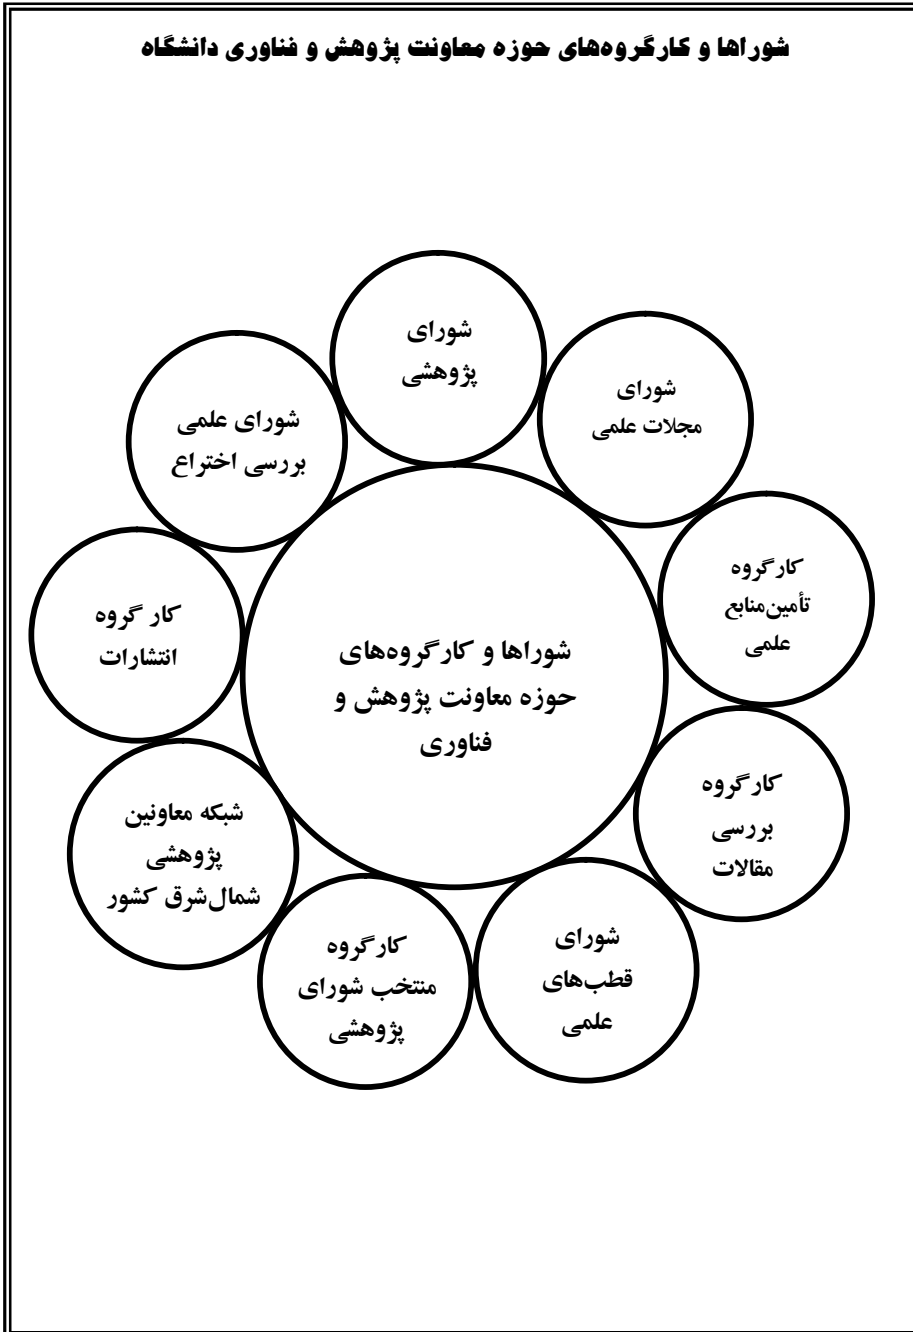 شوراها و کارگروه‌های حوزه معاونت پژوهش و فناوری دانشگاه
شورای
پژوهشی
شورای
مجلات علمی
کارگروه
تأمین‌منابع
علمی
کارگروه
بررسی
مقالات
شورای
قطب‌های
علمی
کارگروه
منتخب شورای
پژوهشی
شبکه معاونین
پژوهشی
شمال‌شرق کشور
کار گروه
انتشارات
شورای علمی
بررسی اختراع
شوراها و کارگروه‌های
حوزه معاونت پژوهش و
فناوری